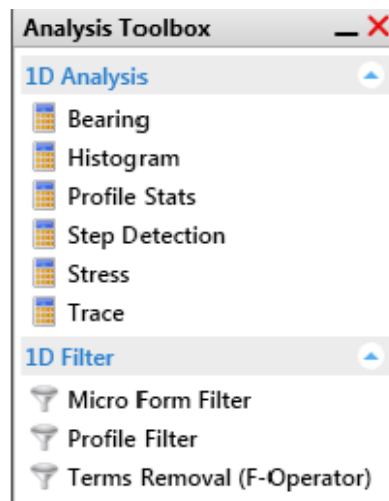 Analysis Toolbox
1D Analysis
Bearing
Histogram
Profile Stats
Step Detection
Stress
Trace
1D Filter
Micro Form Filter
Profile Filter
Terms Removal (F-Operator)